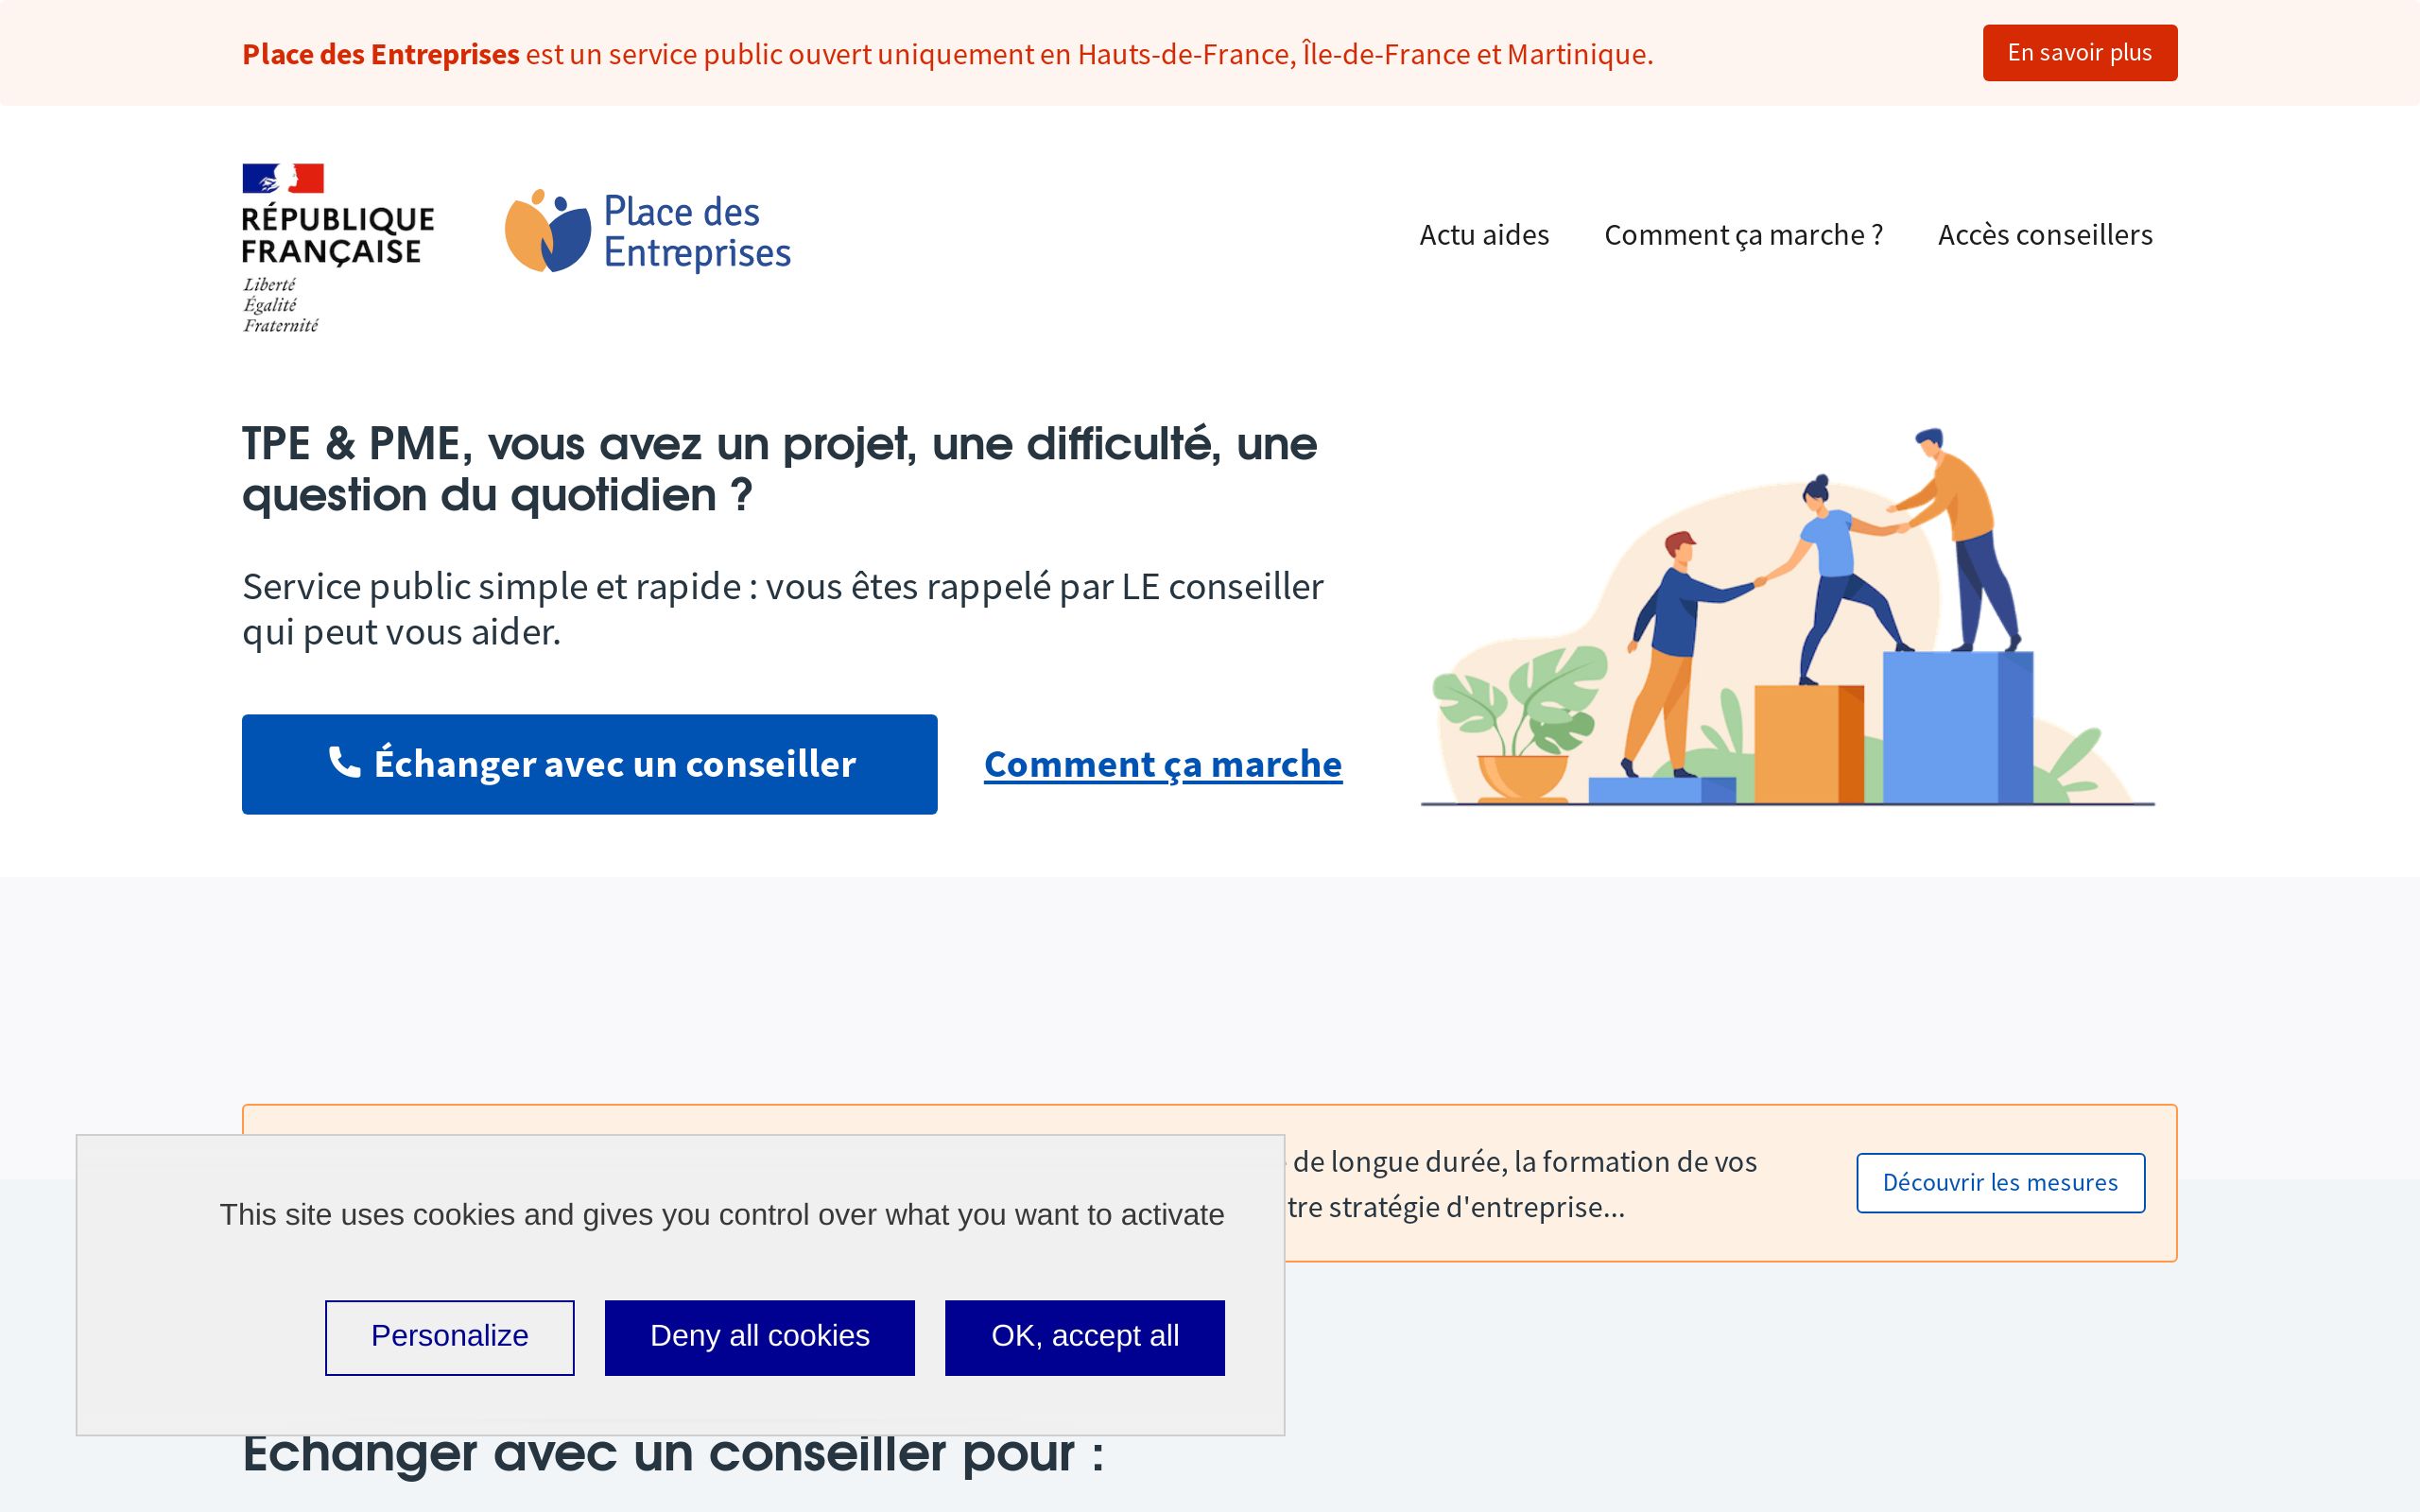 Place des Entreprises est un service public ouvert uniquement en Hauts-de-France, Île-de-France et Martinique.
En savoir plus
RÉPUBLIQUE
FRANÇAISE
Liberté
Égalité
Fraternité
Place des
Entreprises
Actu aides
Comment ça marche ?
Accès conseillers
TPE & PME, vous avez un projet, une difficulté, une
question du quotidien ?
Service public simple et rapide : vous êtes rappelé par LE conseiller
qui peut vous aider.
Échanger avec un conseiller
Comment ça marche
de longue durée, la formation de vos
tre stratégie d'entreprise...
Découvrir les mesures
This site uses cookies and gives you control over what you want to activate
Personalize
Deny all cookies
OK, accept all
Échanger avec un conseiller pour :